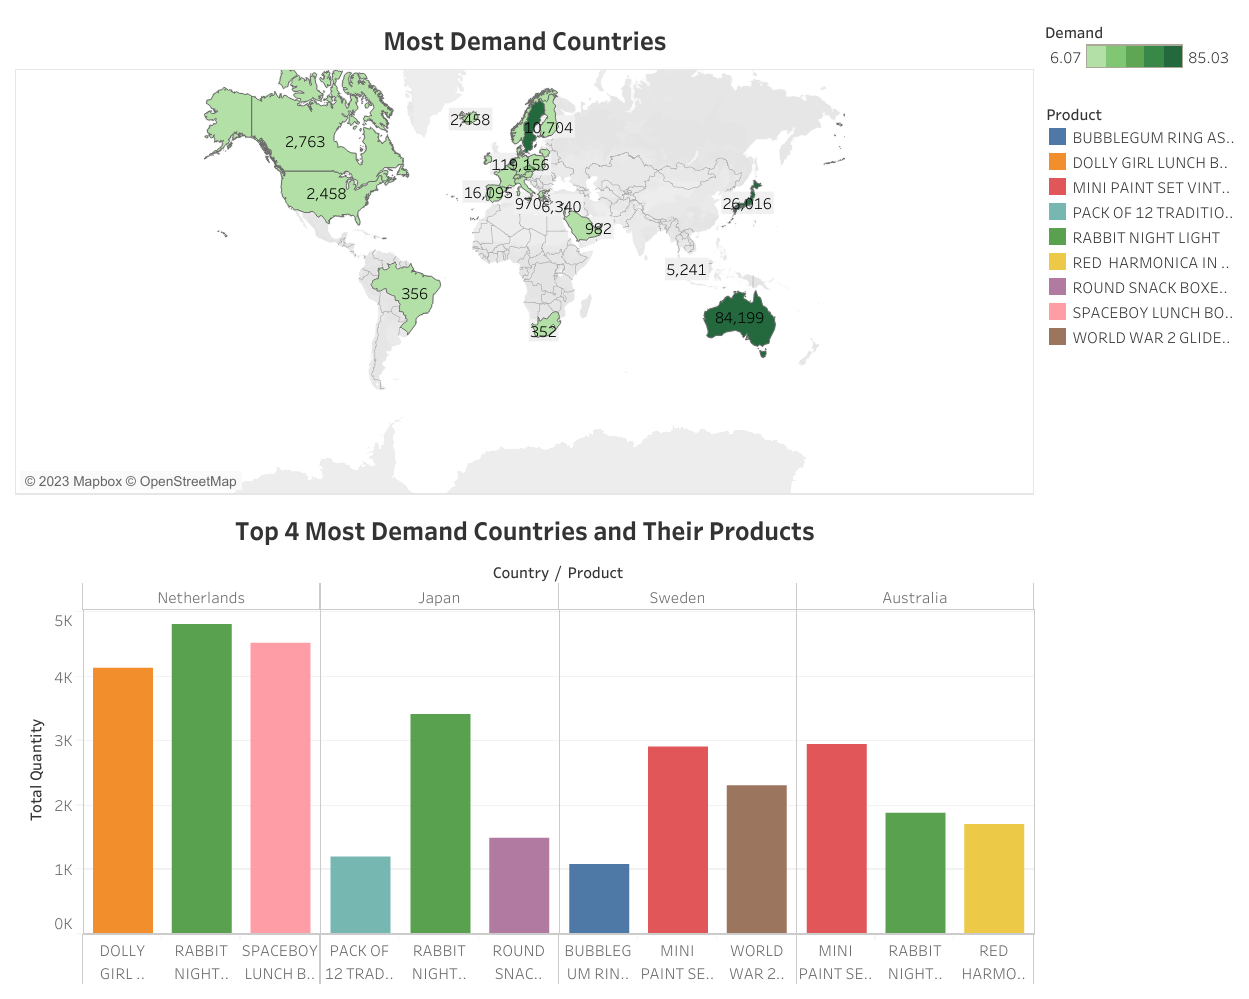 Most Demand Countries
Demand
6.07 85.03
Product
BUBBLEGUM RING AS..
DOLLY GIRL LUNCH B..
MINI PAINT SET VINT..
PACK OF 12 TRADITIO..
RABBIT NIGHT LIGHT
RED HARMONICA IN ..
ROUND SNACK BOXE..
SPACEBOY LUNCH BO..
WORLD WAR 2 GLIDE..
2,763
2,458
10,704
119,156
2,458
16,095
970
6,340
26,016
982
5,241
356
84,199
352
© 2023 Mapbox © OpenStreetMap
Top 4 Most Demand Countries and Their Products
Country / Product
Netherlands Japan Sweden Australia
Total Quantity
5K
4K
3K
2K
1K
0K
DOLLY GIRL ..
RABBIT NIGHT..
SPACEBOY LUNCH B..
PACK OF 12 TRAD..
RABBIT NIGHT..
ROUND SNAC..
BUBBLEG UM RIN..
MINI PAINT SE..
WORLD WAR 2..
MINI PAINT SE..
RABBIT NIGHT..
RED HARMO..